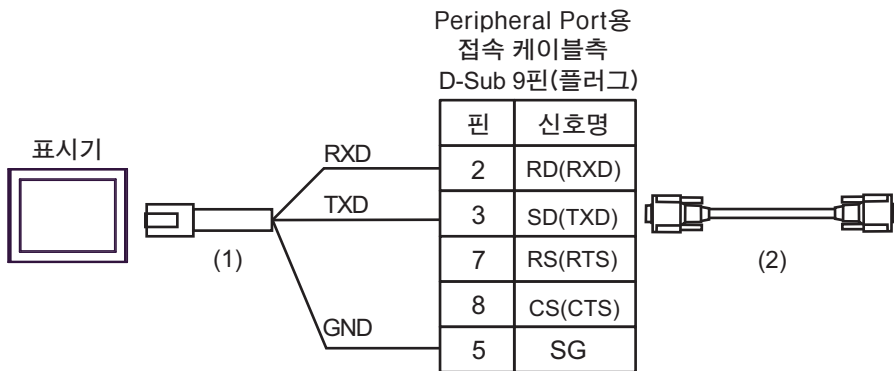 Peripheral Port용
접속 케이블측
D-Sub 9핀(플러그)
핀 신호명
표시기
RXD
2 RD(RXD)
TXD
3 SD(TXD)
(1)
7 RS(RTS)
(2)
8 CS(CTS)
GND
5 SG